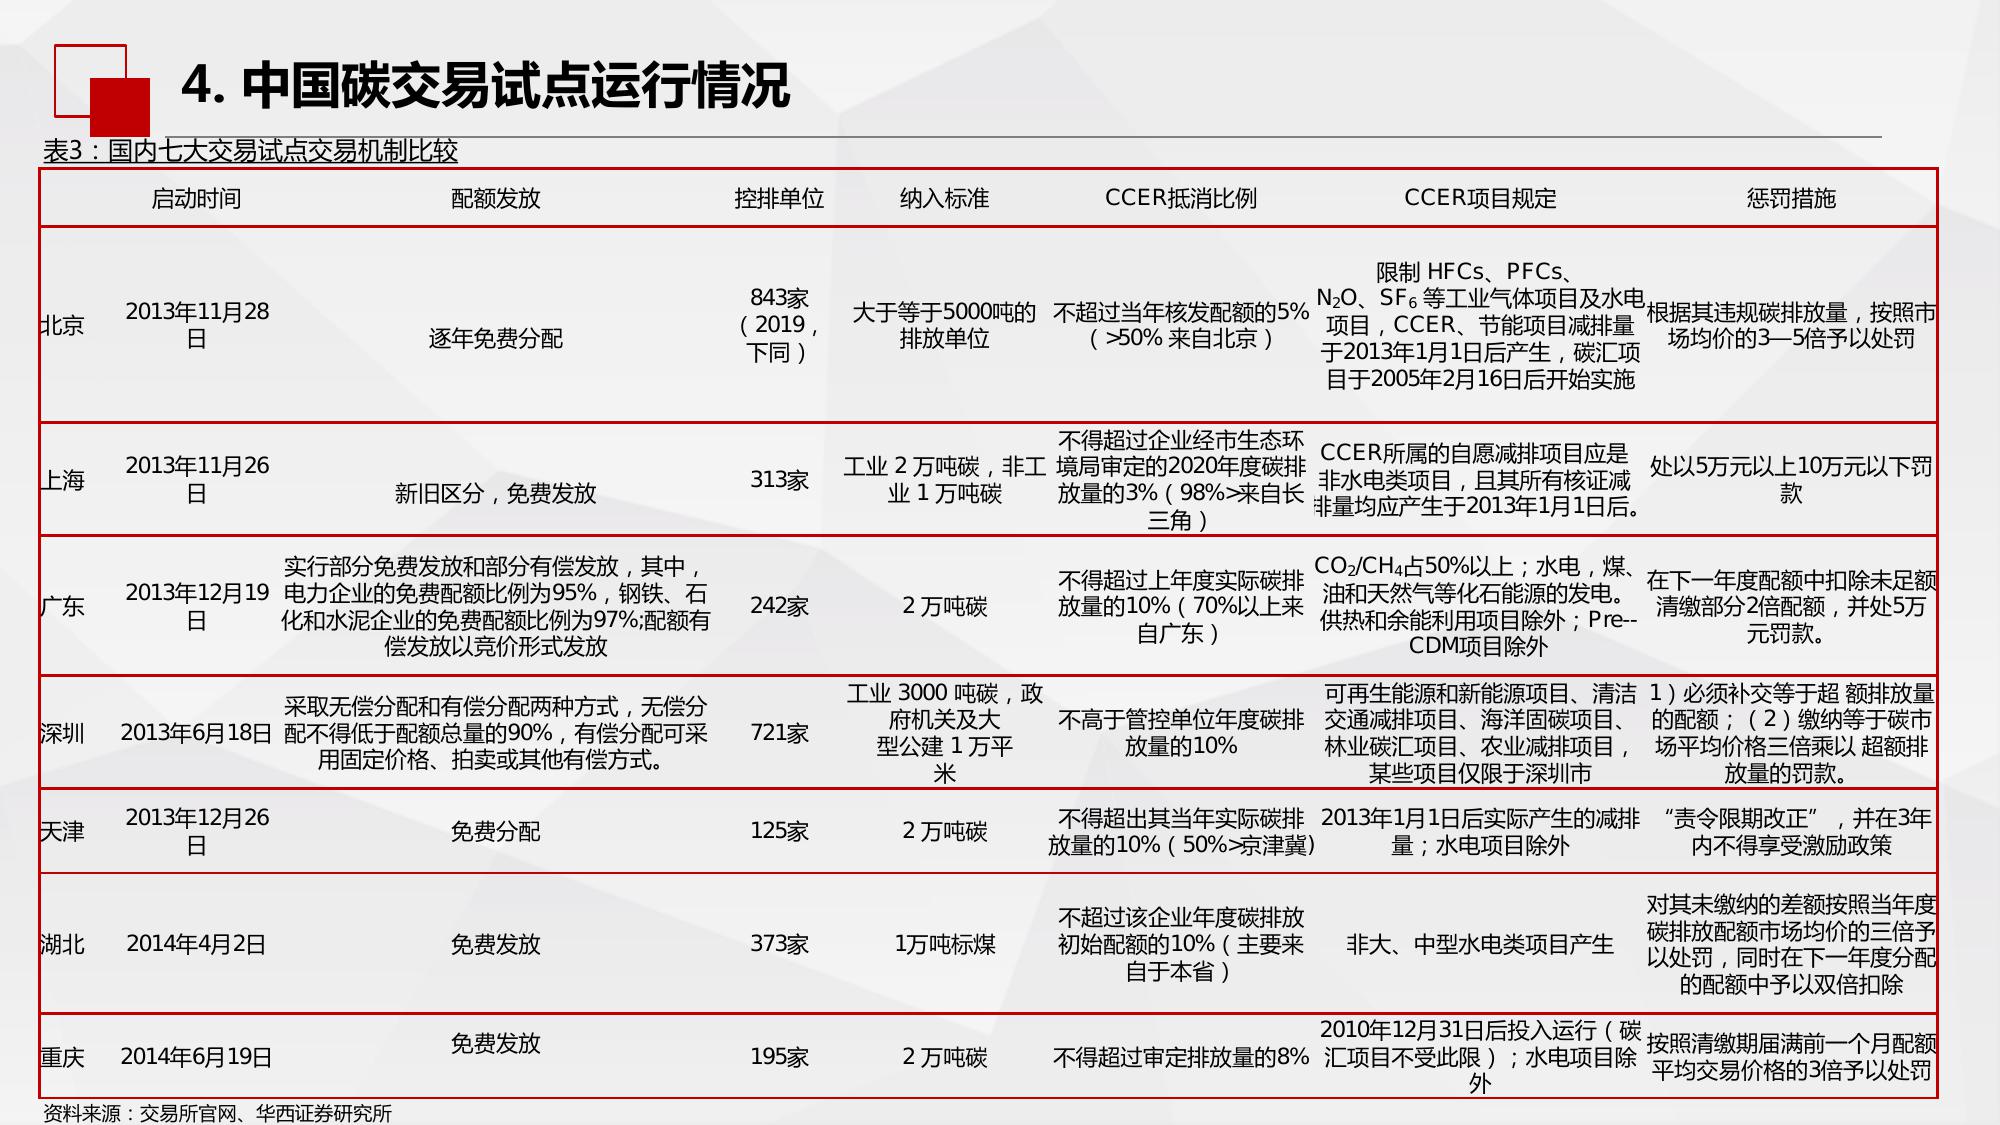 4. 中国碳交易试点运行情况
表3：国内七大交易试点交易机制比较
启动时间 配额发放 控排单位 纳入标准 CCER抵消比例 CCER项目规定 惩罚措施
北京
2013年11月28
日
逐年免费分配
843家
（2019，
下同）
大于等于5000吨的
排放单位
不超过当年核发配额的5%
（>50% 来自北京）
限制 HFCs、PFCs、
N₂O、SF₆ 等工业气体项目及水电
项目，CCER、节能项目减排量
于2013年1月1日后产生，碳汇项
目于2005年2月16日后开始实施
根据其违规碳排放量，按照市
场均价的3—5倍予以处罚
上海
2013年11月26
日
新旧区分，免费发放
313家
工业 2 万吨碳，非工
业 1 万吨碳
不得超过企业经市生态环
境局审定的2020年度碳排
放量的3%（98%>来自长
三角）
CCER所属的自愿减排项目应是
非水电类项目，且其所有核证减
排量均应产生于2013年1月1日后。
处以5万元以上10万元以下罚
款
广东
2013年12月19
日
实行部分免费发放和部分有偿发放，其中，
电力企业的免费配额比例为95%，钢铁、石
化和水泥企业的免费配额比例为97%;配额有
偿发放以竞价形式发放
242家
2 万吨碳
不得超过上年度实际碳排
放量的10%（70%以上来
自广东）
CO₂/CH₄占50%以上；水电，煤、
油和天然气等化石能源的发电。
供热和余能利用项目除外；Pre--
CDM项目除外
在下一年度配额中扣除未足额
清缴部分2倍配额，并处5万
元罚款。
深圳
2013年6月18日
采取无偿分配和有偿分配两种方式，无偿分
配不得低于配额总量的90%，有偿分配可采
用固定价格、拍卖或其他有偿方式。
721家
工业 3000 吨碳，政
府机关及大
型公建 1 万平
米
不高于管控单位年度碳排
放量的10%
可再生能源和新能源项目、清洁
交通减排项目、海洋固碳项目、
林业碳汇项目、农业减排项目，
某些项目仅限于深圳市
1）必须补交等于超 额排放量
的配额；（2）缴纳等于碳市
场平均价格三倍乘以 超额排
放量的罚款。
天津
2013年12月26
日
免费分配
125家
2 万吨碳
不得超出其当年实际碳排
放量的10%（50%>京津冀)
2013年1月1日后实际产生的减排
量；水电项目除外
“责令限期改正”，并在3年
内不得享受激励政策
湖北
2014年4月2日
免费发放
373家
1万吨标煤
不超过该企业年度碳排放
初始配额的10%（主要来
自于本省）
非大、中型水电类项目产生
对其未缴纳的差额按照当年度
碳排放配额市场均价的三倍予
以处罚，同时在下一年度分配
的配额中予以双倍扣除
重庆
2014年6月19日
免费发放
195家
2 万吨碳
不得超过审定排放量的8%
2010年12月31日后投入运行（碳
汇项目不受此限）；水电项目除
外
按照清缴期届满前一个月配额
平均交易价格的3倍予以处罚
资料来源：交易所官网、华西证券研究所